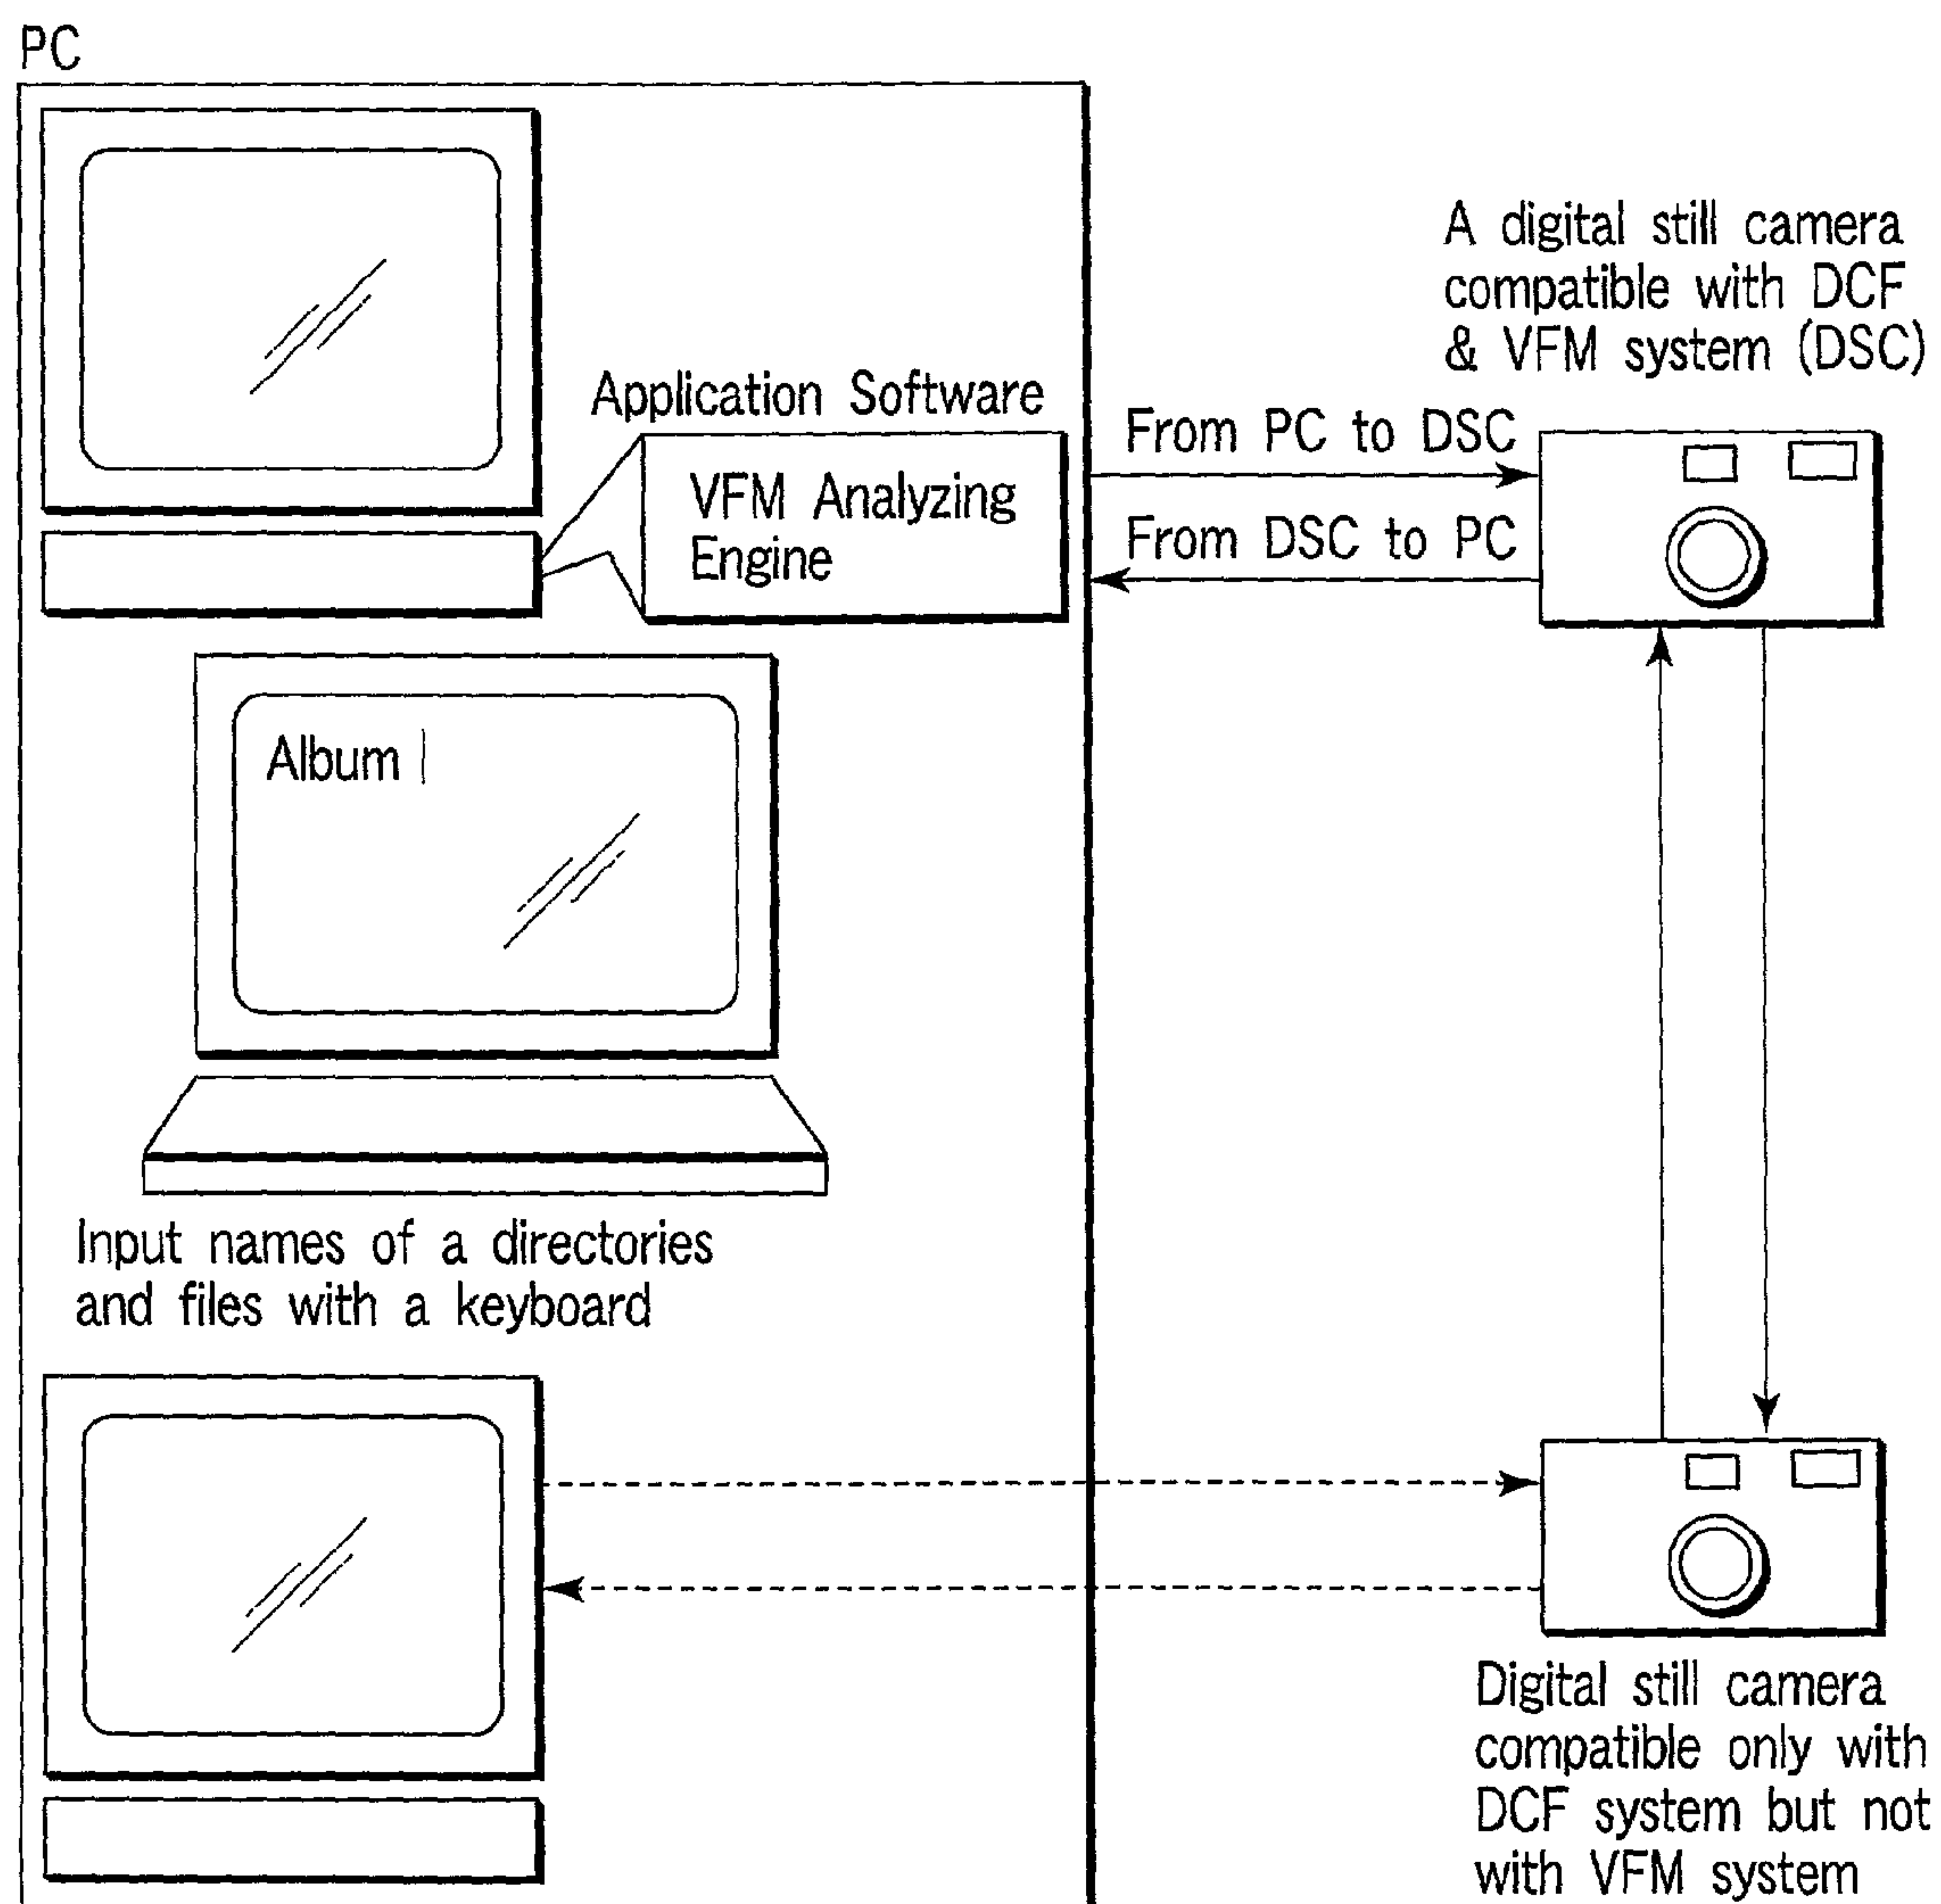 PC
A digital still camera
compatible with DCF
& VFM system (DSC)
Application Software
From PC to DSC
VFM Analyzing
Engine
From DSC to PC
Album
Input names of a directories
and files with a keyboard
Digital still camera
compatible only with
DCF system but not
with VFM system